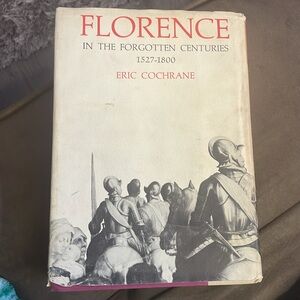 FLORENCE
IN THE FORGOTTEN CENTURIES
1527-1800
ERIC COCHRANE